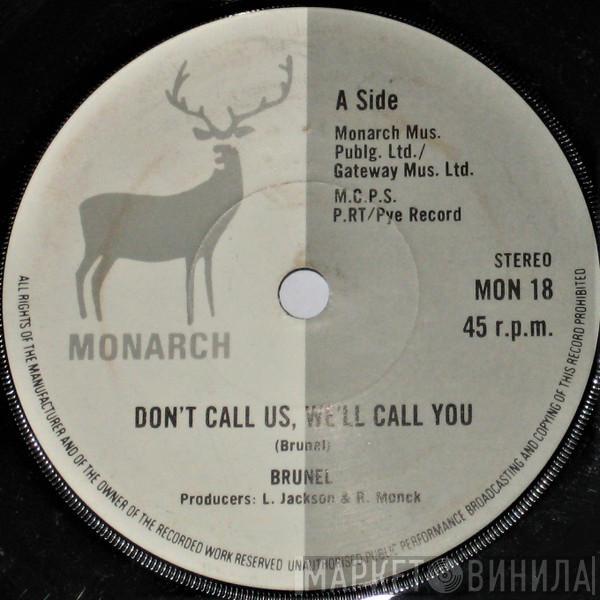 A Side
Monarch Mus.
Publg. Ltd./
Gateway Mus. Ltd.
M.C.P.S.
P.RT/Pye Record
STEREO
MON 18
45 r.p.m.
MONARCH
DON'T CALL US, WE'LL CALL YOU
(Brunel)
BRUNEL
Producers: L. Jackson & R. Monck
ALL RIGHTS OF THE MANUFACTURER AND OF THE OWNER OF THE RECORDED WORK RESERVED UNAUTHORISED PUBLIC PERFORMANCE BROADCASTING AND COPYING OF THIS RECORD PROHIBITED
МАРКЕТ ВИНИЛА